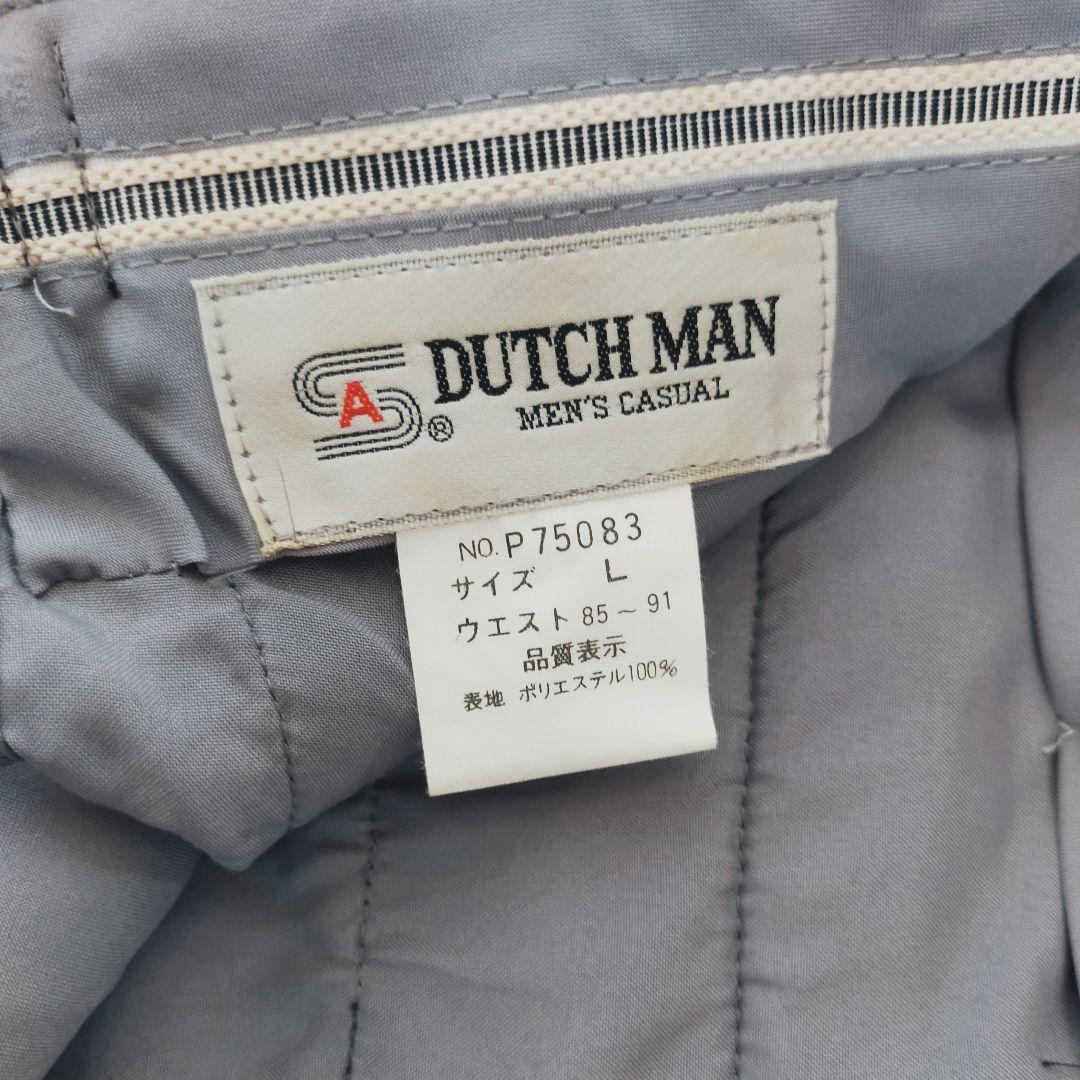 SA® DUTCH MAN
MEN'S CASUAL
NO. P75083
サイズ L
ウエスト 85～91
品質表示
表地 ポリエステル100%